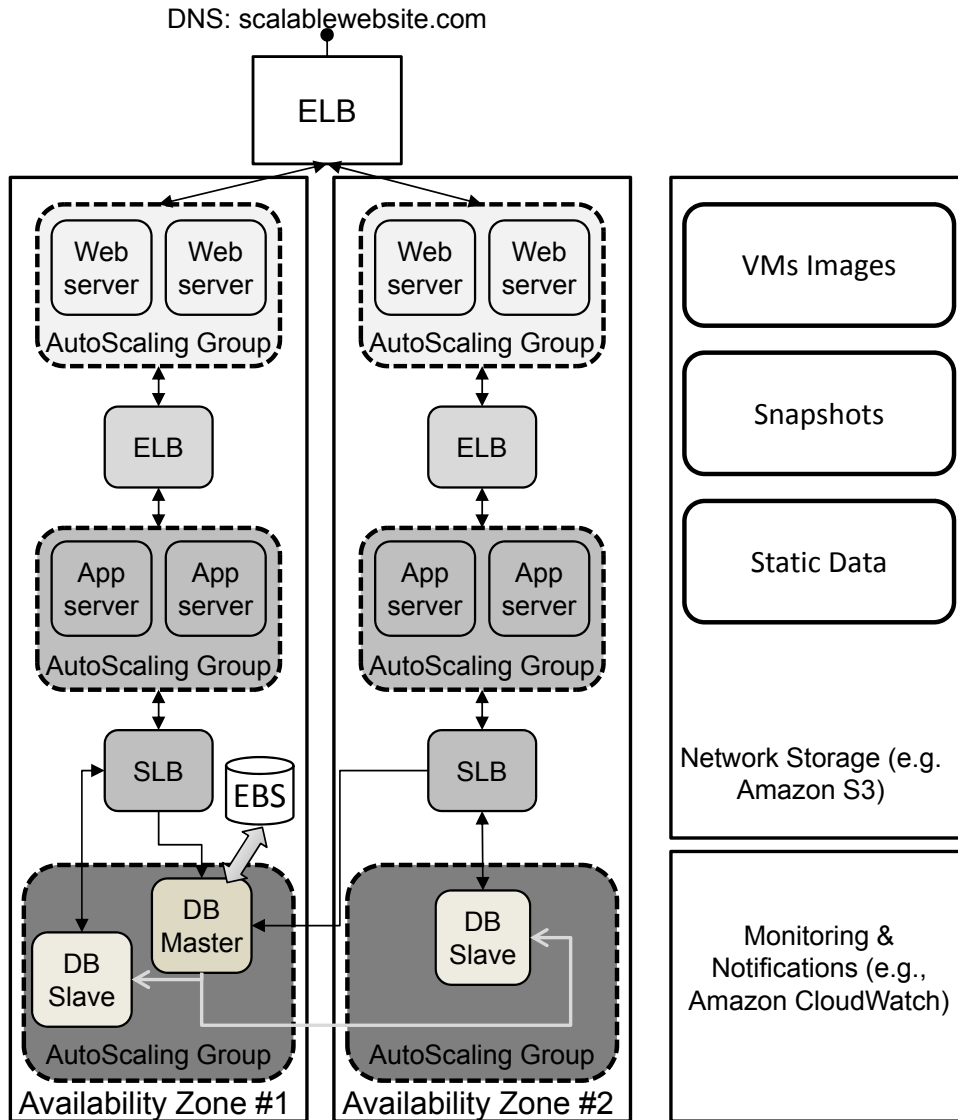 DNS: scalablewebsite.com
ELB
Web
server
Web
server
AutoScaling Group
ELB
App
server
App
server
AutoScaling Group
SLB
EBS
DB
Master
DB
Slave
AutoScaling Group
Availability Zone #1
Web
server
Web
server
AutoScaling Group
ELB
App
server
App
server
AutoScaling Group
SLB
DB
Slave
AutoScaling Group
Availability Zone #2
VMs Images
Snapshots
Static Data
Network Storage (e.g.
Amazon S3)
Monitoring &
Notifications (e.g.,
Amazon CloudWatch)